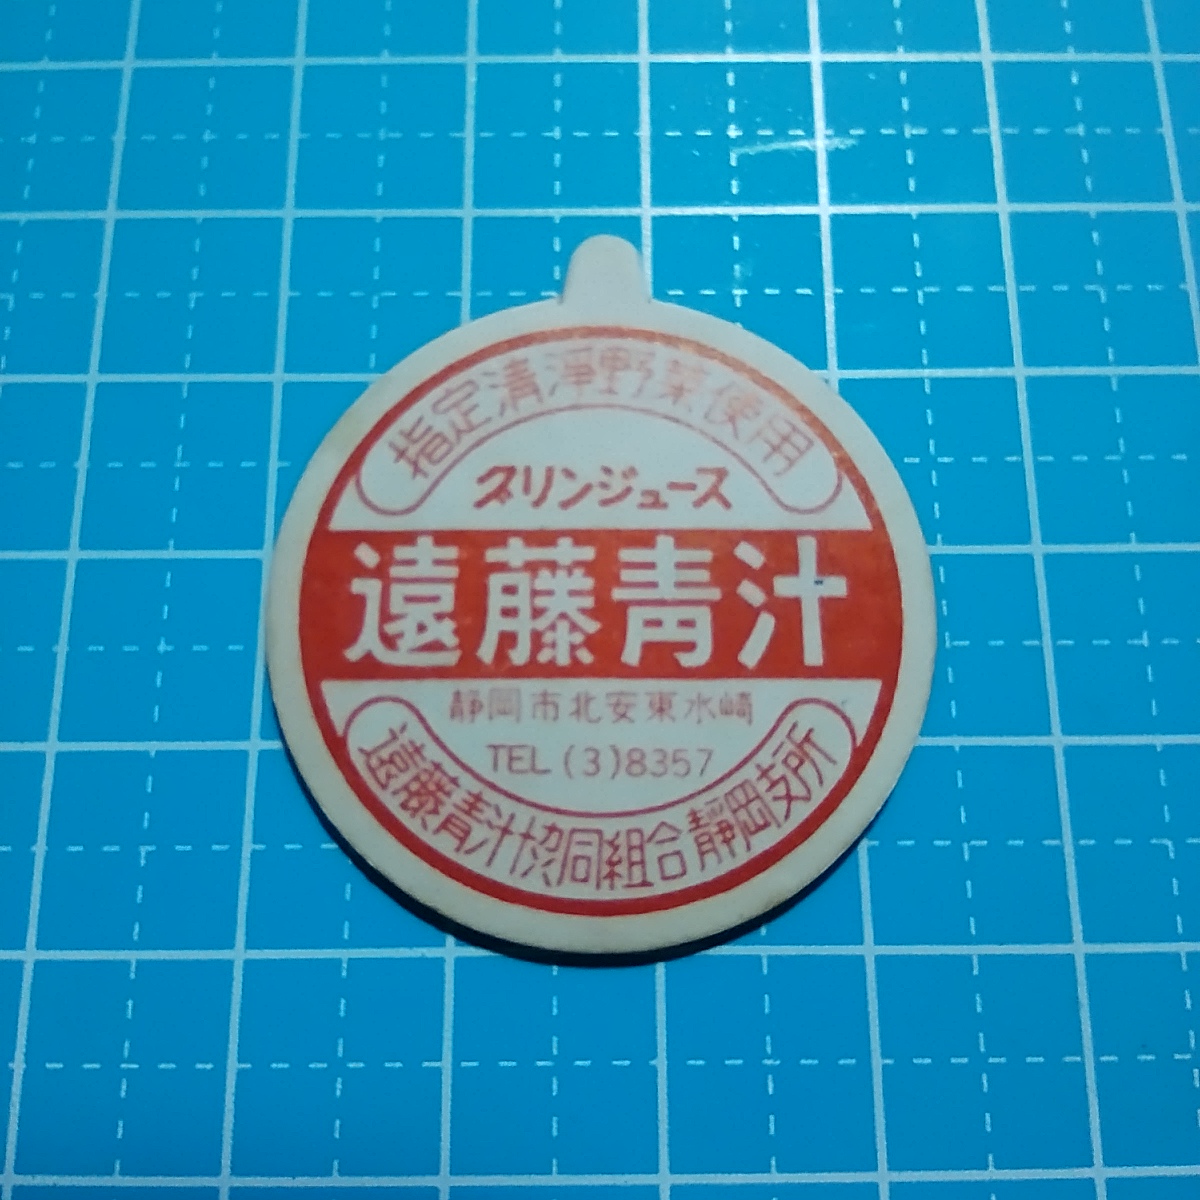 指定清浄野菜使用
グリンジュース
遠藤青汁
静岡市北安東水崎
TEL (3)8357
遠藤青汁協同組合静岡支所